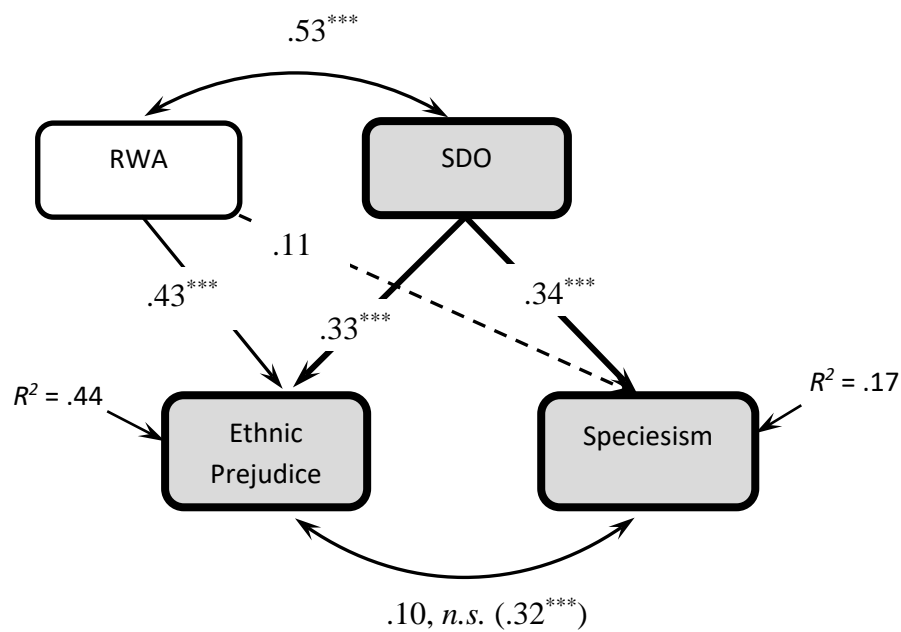 .53***
RWA
SDO
.11
.43***
.33***
.34***
R² = .44
R² = .17
Ethnic
Prejudice
Speciesism
.10, n.s. (.32***)